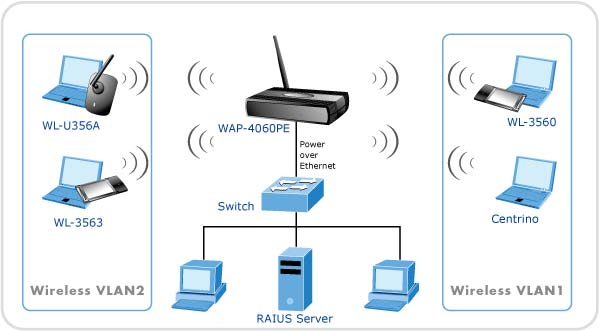 WL-U356A
WL-3563
Wireless VLAN2
WAP-4060PE
Power
over
Ethernet
Switch
RAIUS Server
WL-3560
Centrino
Wireless VLAN1